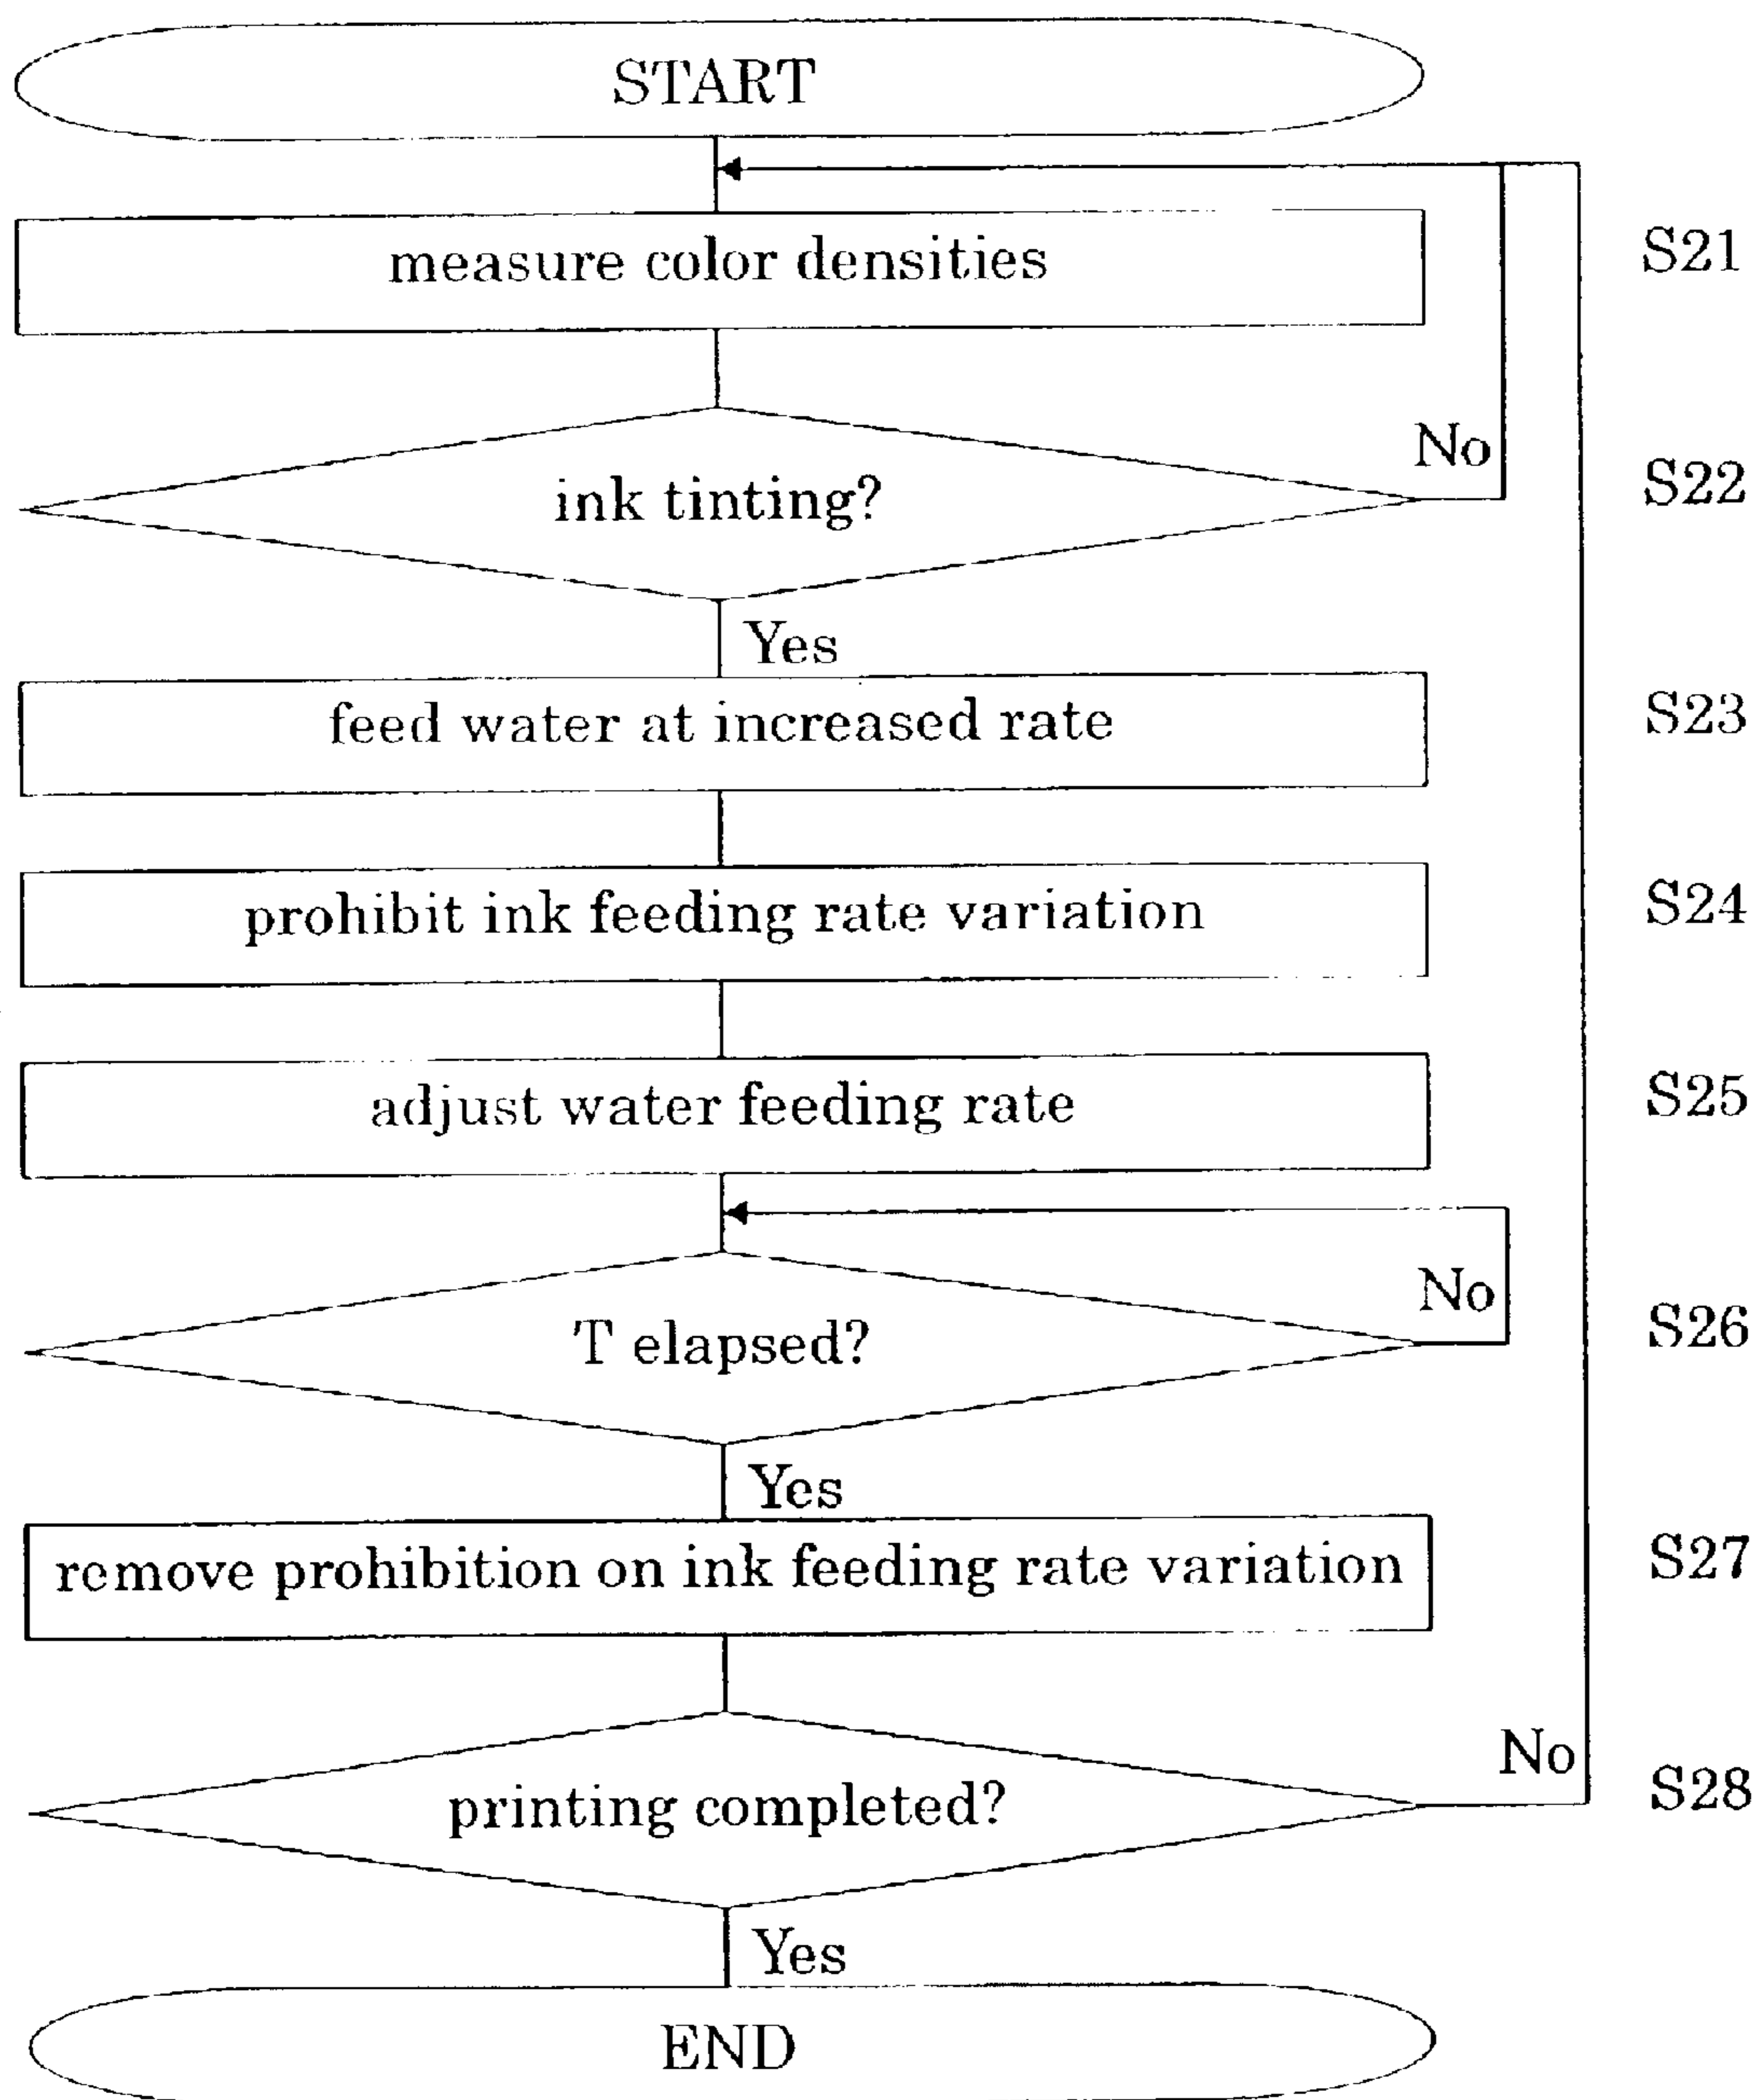 START
measure color densities
S21
No
ink tinting?
S22
Yes
feed water at increased rate
S23
prohibit ink feeding rate variation
S24
adjust water feeding rate
S25
No
T elapsed?
S26
Yes
remove prohibition on ink feeding rate variation
S27
No
printing completed?
S28
Yes
END